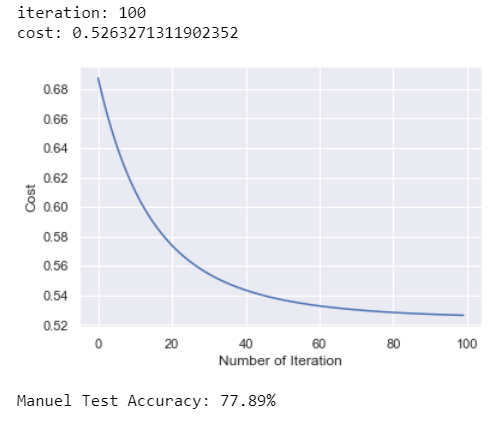 iteration: 100
cost: 0.5263271311902352
0.68
0.66
0.64
0.62
0.60
0.58
0.56
0.54
0.52
Cost
0 20 40 60 80 100
Number of Iteration
Manuel Test Accuracy: 77.89%